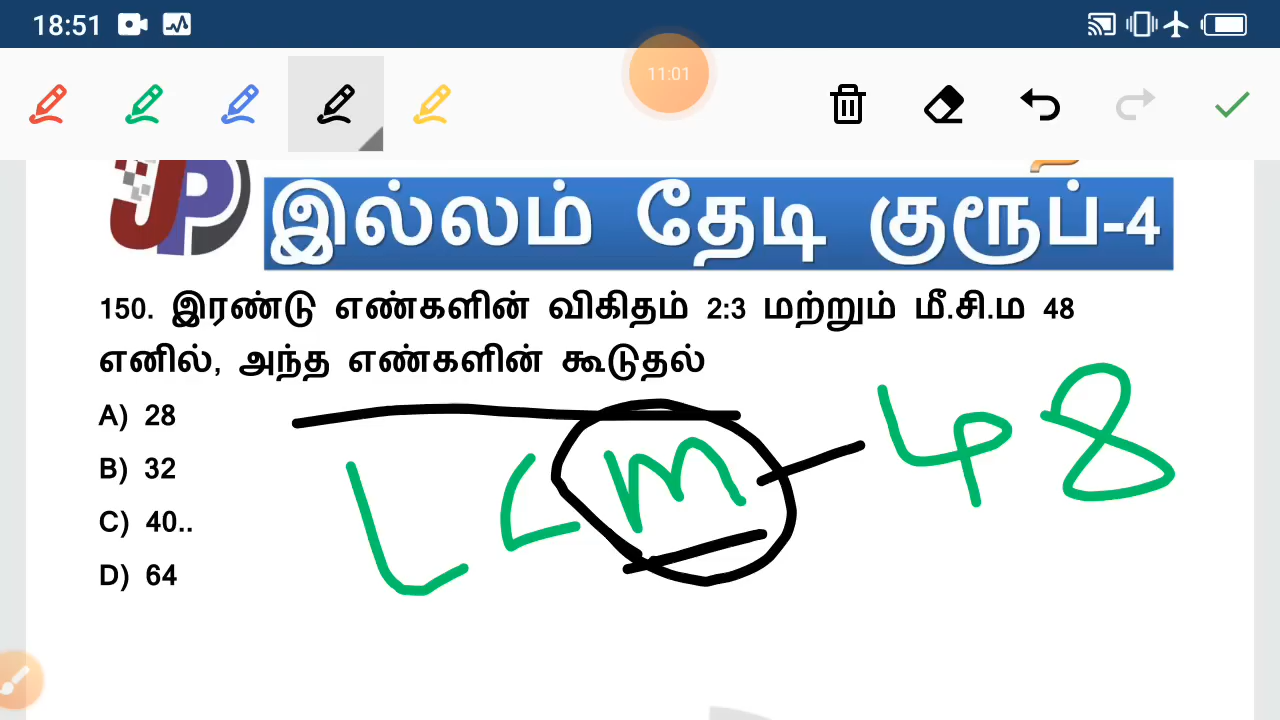 18:51
11:01
JP
இல்லம் தேடி குரூப்-4
150. இரண்டு எண்களின் விகிதம் 2:3 மற்றும் மீ.சி.ம 48
எனில், அந்த எண்களின் கூடுதல்
A) 28
B) 32
C) 40..
D) 64
LCM - 48